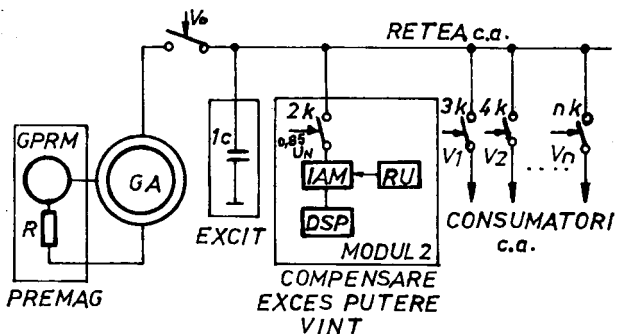 V₀
RETEA c.a.
GPRM
GA
R
PREMAG
1c
EXCIT
2k
0,85
U_N
IAM
RU
DSP
MODUL 2
COMPENSARE
EXCES PUTERE
VINT
3k 4k nk
V1 V2 Vn
....
CONSUMATORI
c.a.